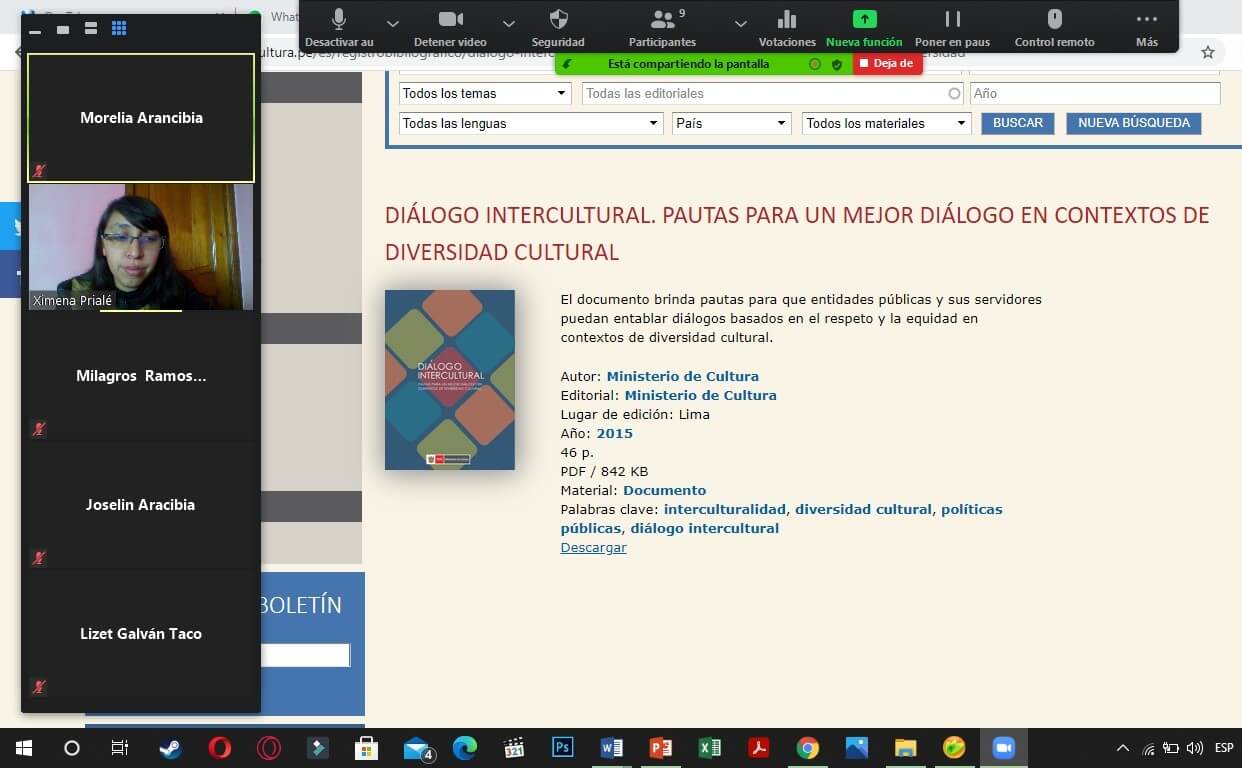 What
Desactivar au
Detener video
Seguridad
9
Participantes
Votaciones
Nueva función
Poner en paus
Control remoto
Más
Está compartiendo la pantalla
Deja de
Todos los temas
Todas las editoriales
Año
Todas las lenguas
País
Todos los materiales
BUSCAR
NUEVA BÚSQUEDA
Morelia Arancibia
Ximena Prialé
Milagros Ramos...
Joselin Aracibia
Lizet Galván Taco
DIÁLOGO INTERCULTURAL. PAUTAS PARA UN MEJOR DIÁLOGO EN CONTEXTOS DE
DIVERSIDAD CULTURAL
DIÁLOGO
INTERCULTURAL
El documento brinda pautas para que entidades públicas y sus servidores
puedan entablar diálogos basados en el respeto y la equidad en
contextos de diversidad cultural.
Autor: Ministerio de Cultura
Editorial: Ministerio de Cultura
Lugar de edición: Lima
Año: 2015
46 p.
PDF / 842 KB
Material: Documento
Palabras clave: interculturalidad, diversidad cultural, políticas
públicas, diálogo intercultural
Descargar
BOLETÍN
4
321
Ps
ESP